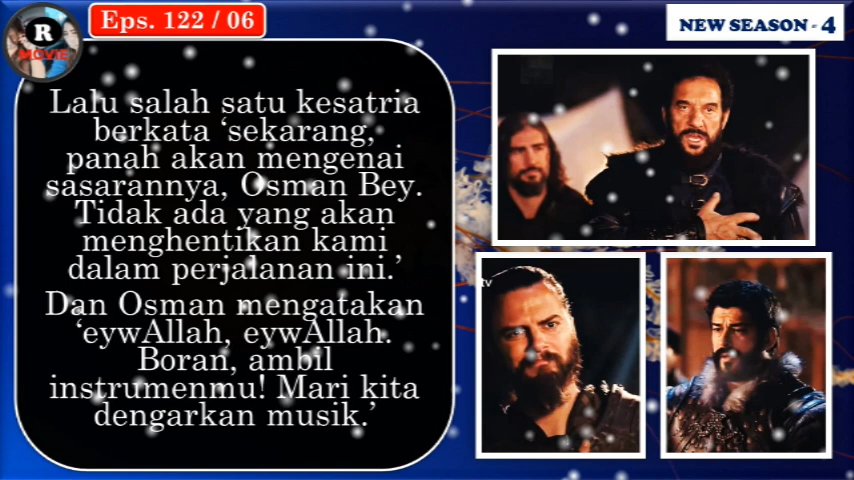 R
MOVIE
Eps. 122 / 06
NEW SEASON - 4
Lalu salah satu kesatria
berkata ‘sekarang,
panah akan mengenai
sasarannya, Osman Bey.
Tidak ada yang akan
menghentikan kami
dalam perjalanan ini.’
Dan Osman mengatakan
‘eywAllah, eywAllah.
Boran, ambil
instrumenmu! Mari kita
dengarkan musik.’
tv